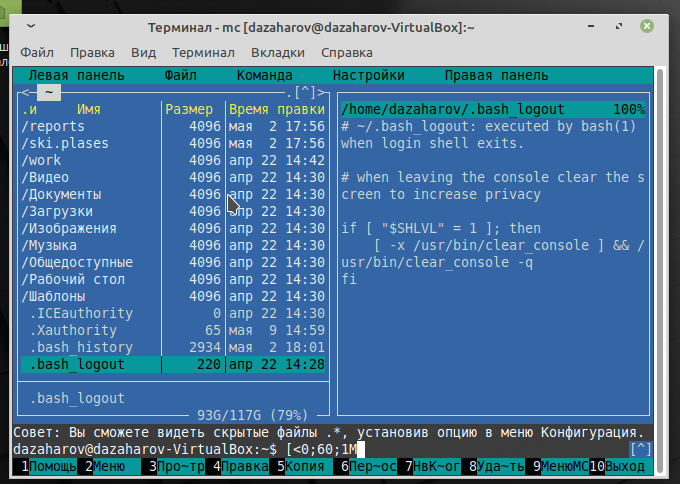 Терминал - mc [dazaharov@dazaharov-VirtualBox]:~
Файл Правка Вид Терминал Вкладки Справка
Левая панель Файл Команда Настройки Правая панель
<─ ~ ─.[^]>
.и Имя Размер Время правки
/reports 4096 мая 2 17:56
/ski.plases 4096 мая 2 17:56
/work 4096 апр 22 14:42
/Видео 4096 апр 22 14:30
/Документы 4096 апр 22 14:30
/Загрузки 4096 апр 22 14:30
/Изображения 4096 апр 22 14:30
/Музыка 4096 апр 22 14:30
/Общедоступные 4096 апр 22 14:30
/Рабочий стол 4096 апр 22 14:30
/Шаблоны 4096 апр 22 14:30
.ICEauthority 0 апр 22 14:30
.Xauthority 65 мая 9 14:59
.bash_history 2934 мая 2 18:01
.bash_logout 220 апр 22 14:28
.bash_logout
93G/117G (79%)
/home/dazaharov/.bash_logout 100%
# ~/.bash_logout: executed by bash(1)
when login shell exits.
# when leaving the console clear the s
creen to increase privacy
if [ "$SHLVL" = 1 ]; then
[ -x /usr/bin/clear_console ] && /
usr/bin/clear_console -q
fi
Совет: Вы сможете видеть скрытые файлы .*, установив опцию в меню Конфигурация.
dazaharov@dazaharov-VirtualBox:~$ [<0;60;1M [^]
1Помощь 2Меню 3Про~тр 4Правка 5Копия 6Пер~ос 7НвК~ог 8Уда~ть 9МенюMC 10Выход